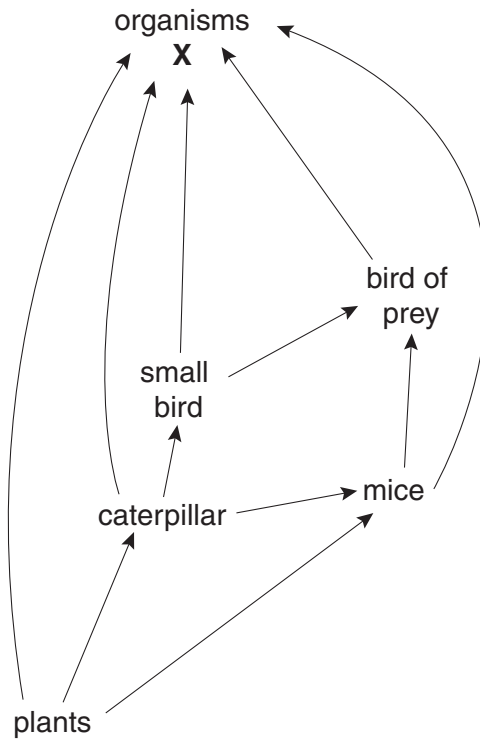 organisms
X
bird of
prey
small
bird
mice
caterpillar
plants